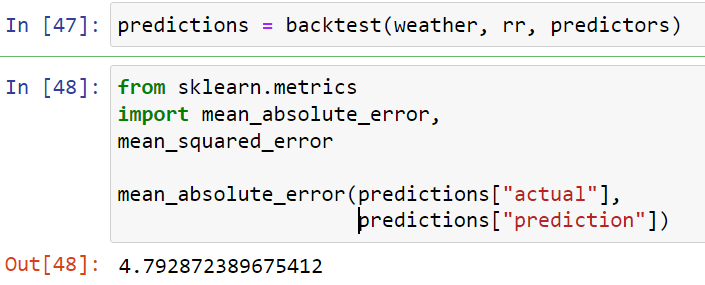 In [47]: predictions = backtest(weather, rr, predictors)
In [48]: from sklearn.metrics
import mean_absolute_error,
mean_squared_error
mean_absolute_error(predictions["actual"],
predictions["prediction"])
Out[48]: 4.792872389675412